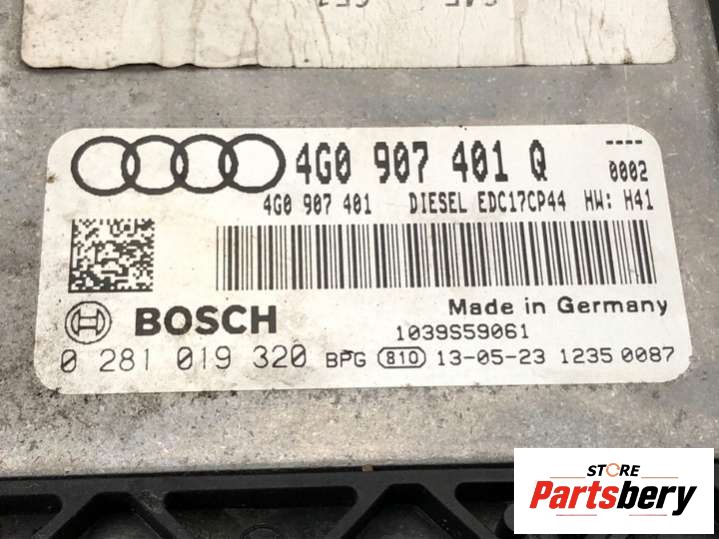 4G0 907 401 Q
----
0002
4G0 907 401 DIESEL EDC17CP44 HW: H41
BOSCH
Made in Germany
1039S59061
0 281 019 320 BPG 810 13-05-23 1235 0087
STORE
Partsbery